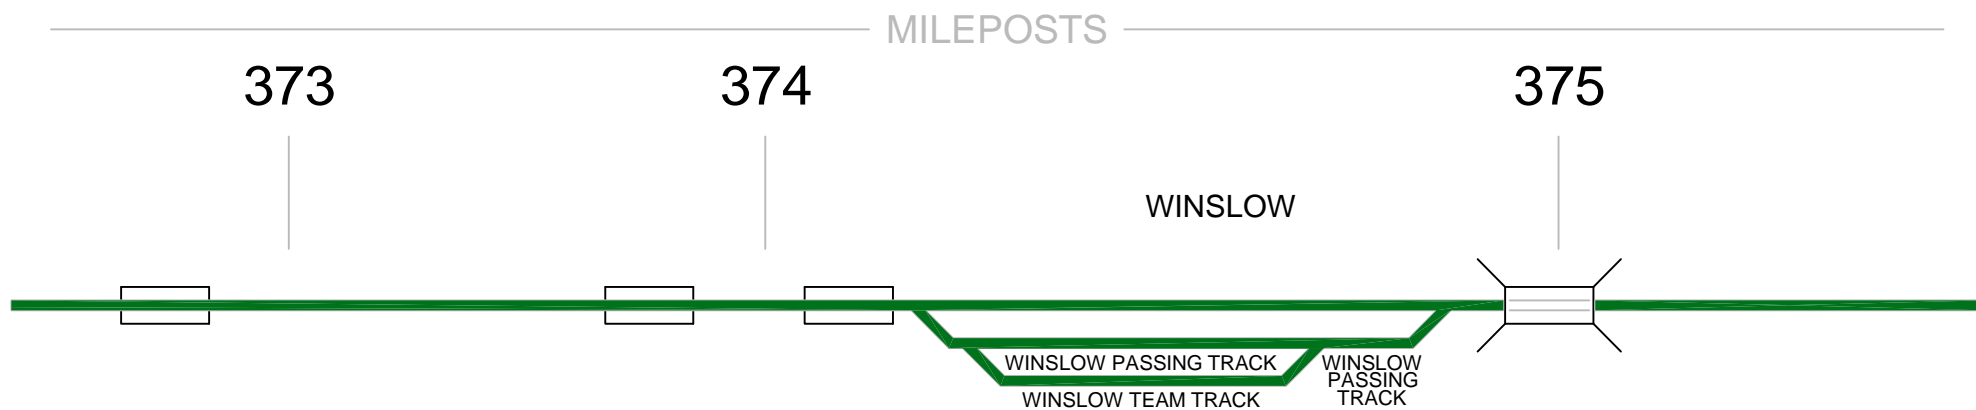 MILEPOSTS
373 374 375
WINSLOW
WINSLOW PASSING TRACK
WINSLOW
PASSING
TRACK
WINSLOW TEAM TRACK